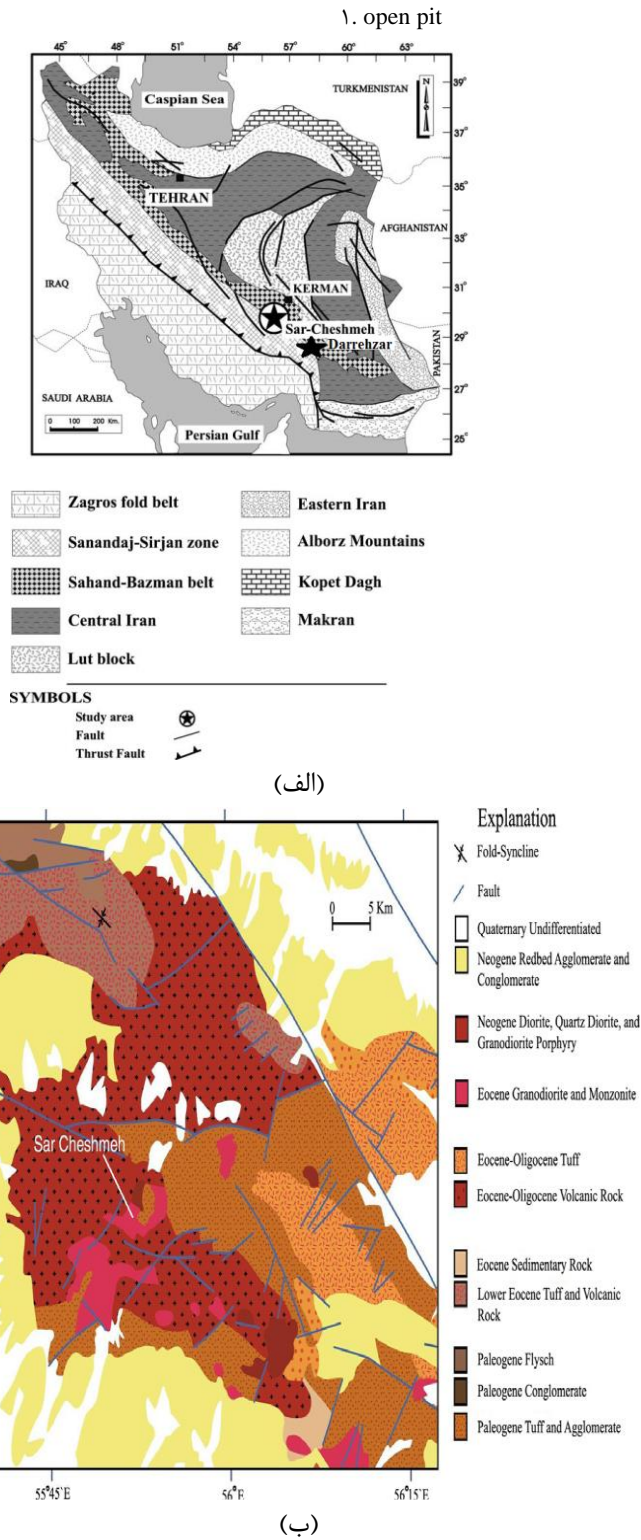 ۱. open pit
45° 48° 51° 54° 57° 60° 63°
Caspian Sea
TURKMENISTAN
N
39°
37°
35°
33°
31°
29°
27°
25°
TEHRAN
AFGHANISTAN
IRAQ
KERMAN
Sar-Cheshmeh
Darrehzar
PAKISTAN
SAUDI ARABIA
0 100 200 Km.
Persian Gulf
Zagros fold belt
Sanandaj-Sirjan zone
Sahand-Bazman belt
Central Iran
Lut block
Eastern Iran
Alborz Mountains
Kopet Dagh
Makran
SYMBOLS
Study area
Fault
Thrust Fault
(الف)
0 5 Km
Sar Cheshmeh
55°45´E 56°E 56°15´E
Explanation
Fold-Syncline
Fault
Quaternary Undifferentiated
Neogene Redbed Agglomerate and
Conglomerate
Neogene Diorite, Quartz Diorite, and
Granodiorite Porphyry
Eocene Granodiorite and Monzonite
Eocene-Oligocene Tuff
Eocene-Oligocene Volcanic Rock
Eocene Sedimentary Rock
Lower Eocene Tuff and Volcanic
Rock
Paleogene Flysch
Paleogene Conglomerate
Paleogene Tuff and Agglomerate
(ب)